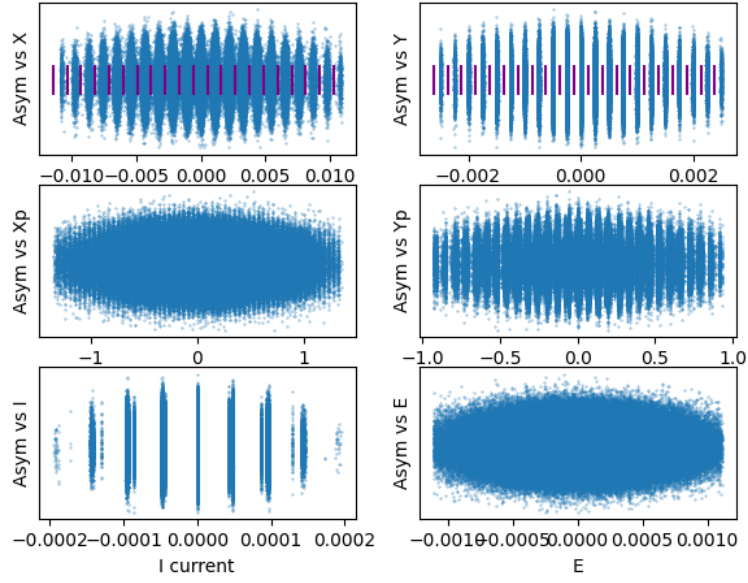 Asym vs X
−0.010 −0.005 0.000 0.005 0.010
Asym vs Y
−0.002 0.000 0.002
Asym vs Xp
−1 0 1
Asym vs Yp
−1.0 −0.5 0.0 0.5 1.0
Asym vs I
−0.0002 −0.0001 0.0000 0.0001 0.0002
I current
Asym vs E
−0.0010 −0.0005 0.0000 0.0005 0.0010
E